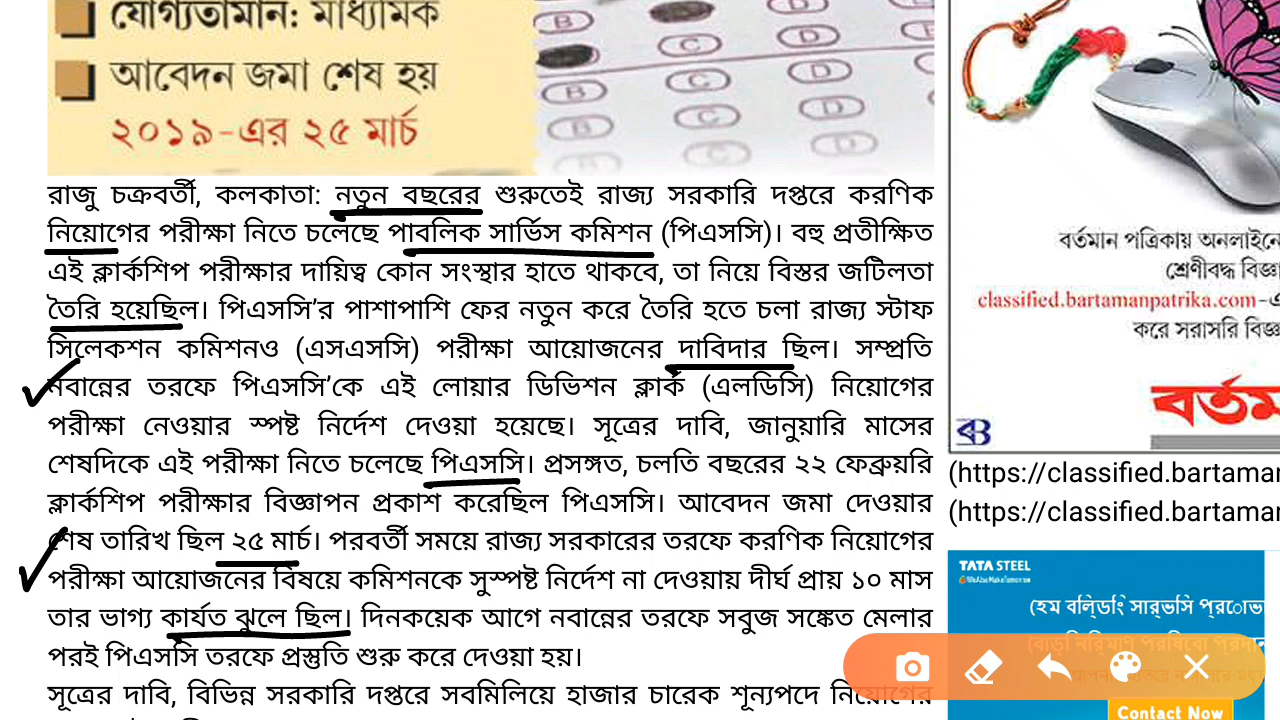 যোগ্যতামান: মাধ্যমিক
আবেদন জমা শেষ হয়
২০১৯-এর ২৫ মার্চ
B
C
D
B
C
D
B
C
D
রাজু চক্রবর্তী, কলকাতা: নতুন বছরের শুরুতেই রাজ্য সরকারি দপ্তরে করণিক
নিয়োগের পরীক্ষা নিতে চলেছে পাবলিক সার্ভিস কমিশন (পিএসসি)। বহু প্রতীক্ষিত
এই ক্লার্কশিপ পরীক্ষার দায়িত্ব কোন সংস্থার হাতে থাকবে, তা নিয়ে বিস্তর জটিলতা
তৈরি হয়েছিল। পিএসসি’র পাশাপাশি ফের নতুন করে তৈরি হতে চলা রাজ্য স্টাফ
সিলেকশন কমিশনও (এসএসসি) পরীক্ষা আয়োজনের দাবিদার ছিল। সম্প্রতি
নবান্নের তরফে পিএসসি’কে এই লোয়ার ডিভিশন ক্লার্ক (এলডিসি) নিয়োগের
পরীক্ষা নেওয়ার স্পষ্ট নির্দেশ দেওয়া হয়েছে। সূত্রের দাবি, জানুয়ারি মাসের
শেষদিকে এই পরীক্ষা নিতে চলেছে পিএসসি। প্রসঙ্গত, চলতি বছরের ২২ ফেব্রুয়রি
ক্লার্কশিপ পরীক্ষার বিজ্ঞাপন প্রকাশ করেছিল পিএসসি। আবেদন জমা দেওয়ার
শেষ তারিখ ছিল ২৫ মার্চ। পরবর্তী সময়ে রাজ্য সরকারের তরফে করণিক নিয়োগের
পরীক্ষা আয়োজনের বিষয়ে কমিশনকে সুস্পষ্ট নির্দেশ না দেওয়ায় দীর্ঘ প্রায় ১০ মাস
তার ভাগ্য কার্যত ঝুলে ছিল। দিনকয়েক আগে নবান্নের তরফে সবুজ সঙ্কেত মেলার
পরই পিএসসি তরফে প্রস্তুতি শুরু করে দেওয়া হয়।
সূত্রের দাবি, বিভিন্ন সরকারি দপ্তরে সবমিলিয়ে হাজার চারেক শূন্যপদে নিয়োগের
বর্তমান পত্রিকায় অনলাইনে
শ্রেণীবদ্ধ বিজ্ঞা
classified.bartamanpatrika.com-এ
করে সরাসরি বিজ্ঞ
বর্তম
(https://classified.bartamar
(https://classified.bartamar
TATA STEEL
Contact Now